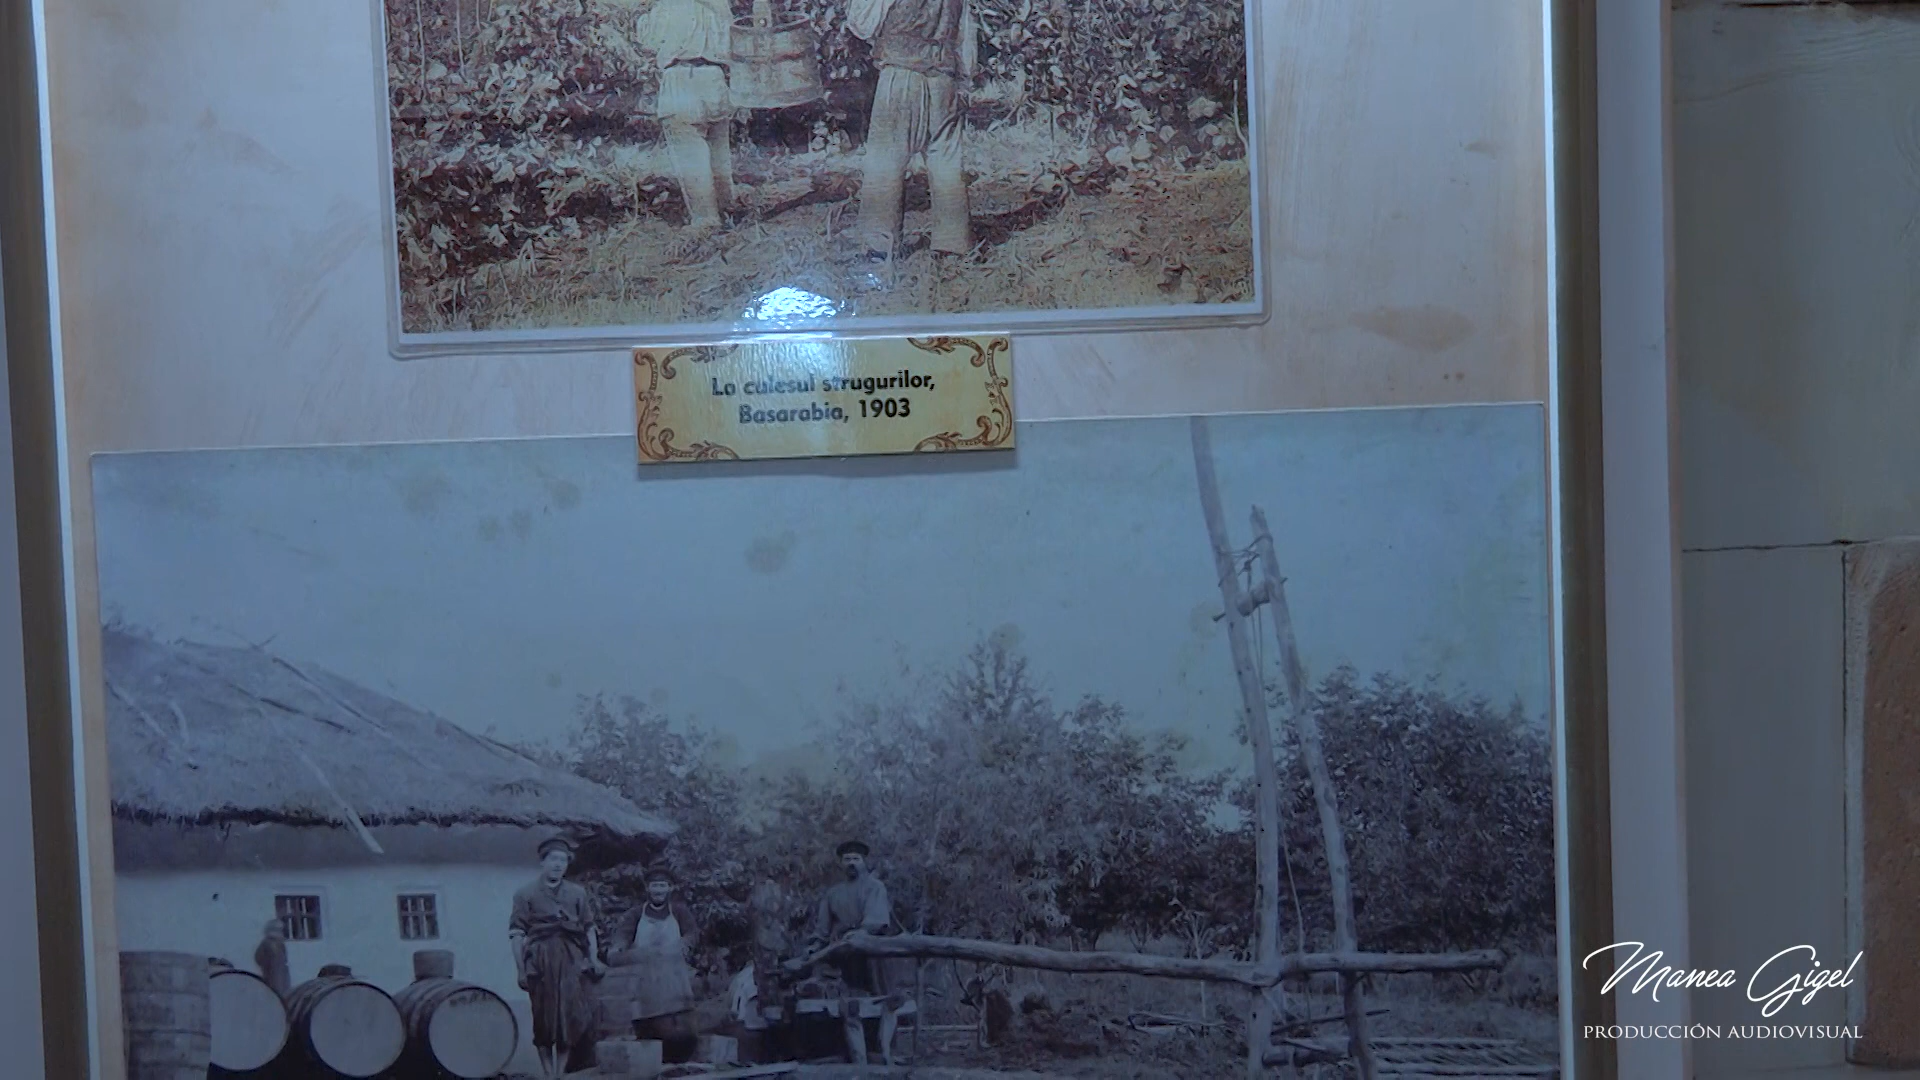 La culesul strugurilor,
Basarabia, 1903
Manea Gigel
PRODUCCIÓN AUDIOVISUAL